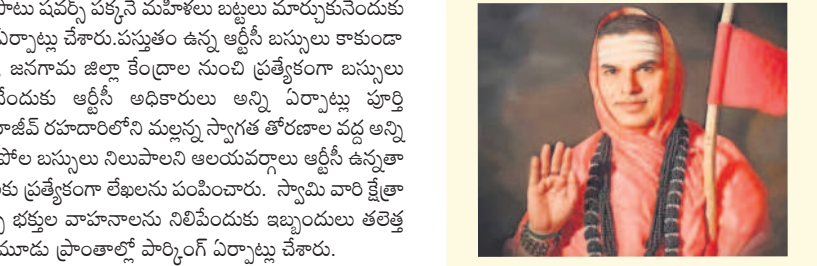 పాటు షవర్స్ పక్కనే మహిళలు బట్టలు మార్చుకునేందుకు
ఏర్పాట్లు చేశారు.పస్తుతం ఉన్న ఆర్టీసీ బస్సులు కాకుండా
జనగామ జిల్లా కేంద్రాల నుంచి ప్రత్యేకంగా బస్సులు
ఆర్టీసీ అధికారులు అన్ని ఏర్పాట్లు పూర్తి
రహదారిలోని మల్లన్న స్వాగత తోరణాల వద్ద అన్ని
బస్సులు నిలుపాలని ఆలయవర్గాలు ఆర్టీసీ ఉన్నతా
ప్రత్యేకంగా లేఖలను పంపించారు. స్వామి వారి క్షేత్రా
భక్తుల వాహనాలను నిలిపేందుకు ఇబ్బందులు తలెత్త
మూడు ప్రాంతాల్లో పార్కింగ్ ఏర్పాట్లు చేశారు.